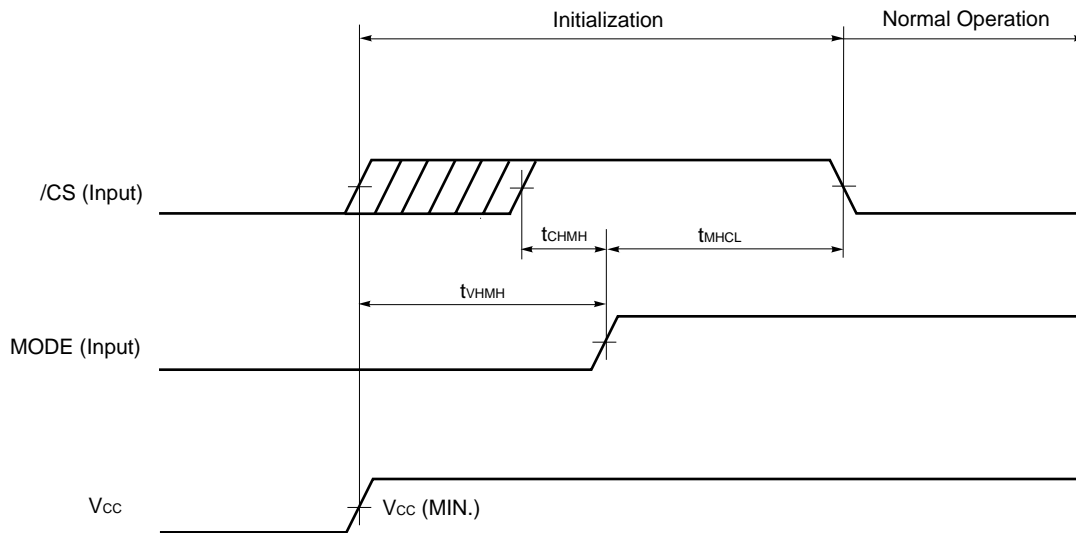 Initialization
Normal Operation
/CS (Input)
tCHMH
tMHCL
tVHMH
MODE (Input)
VCC
VCC (MIN.)